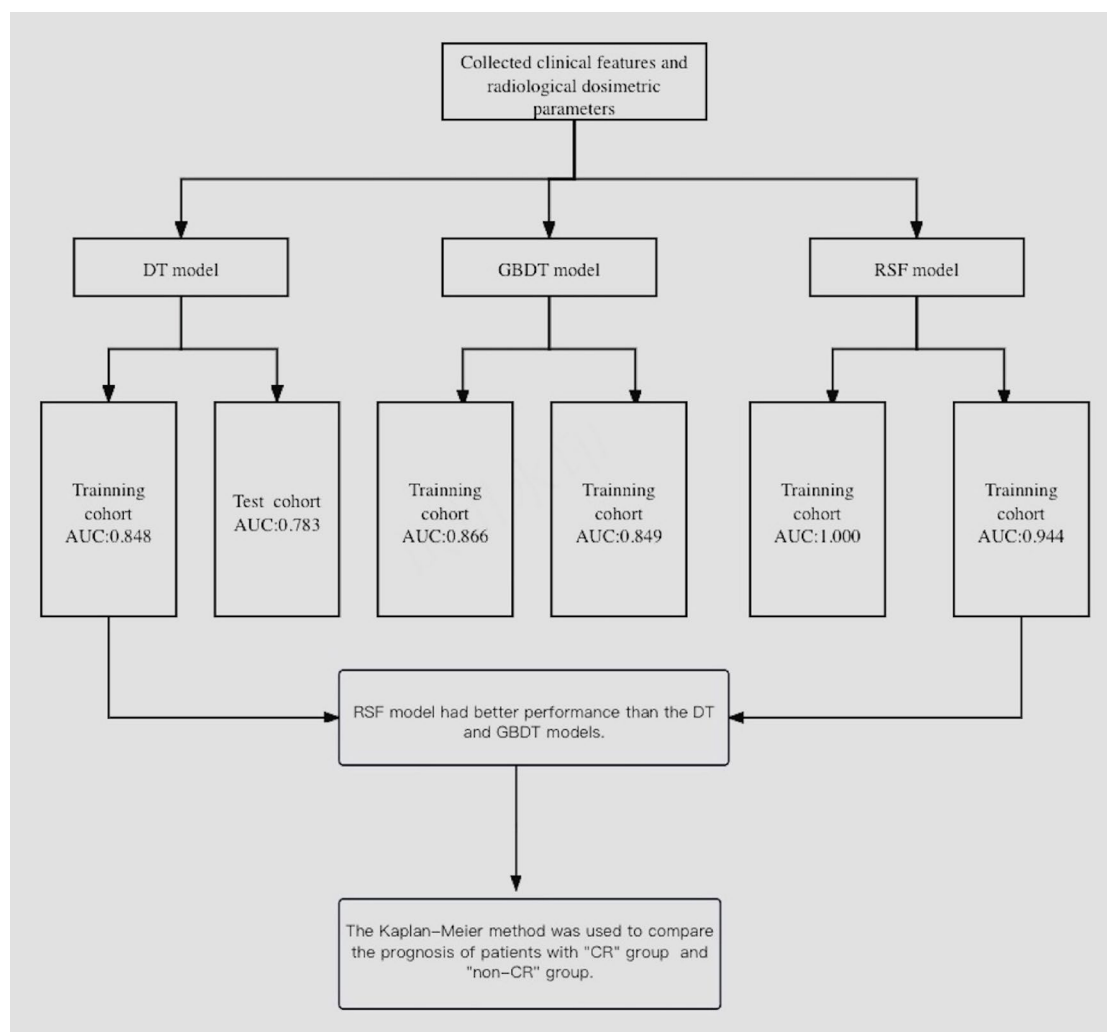 Collected clinical features and
radiological dosimetric
parameters
DT model
GBDT model
RSF model
Trainning
cohort
AUC:0.848
Test cohort
AUC:0.783
Trainning
cohort
AUC:0.866
Trainning
cohort
AUC:0.849
Trainning
cohort
AUC:1.000
Trainning
cohort
AUC:0.944
RSF model had better performance than the DT
and GBDT models.
The Kaplan-Meier method was used to compare
the prognosis of patients with "CR" group and
"non-CR" group.